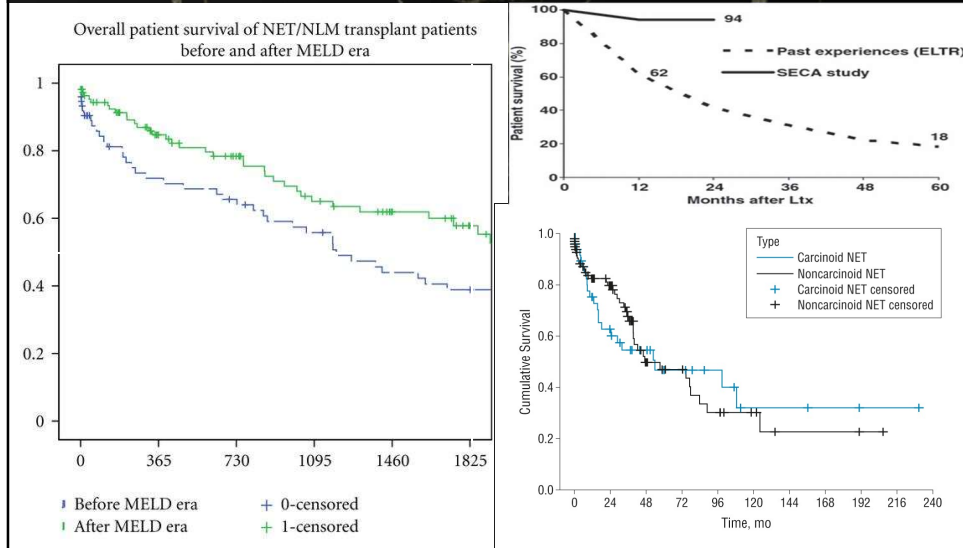 Overall patient survival of NET/NLM transplant patients
before and after MELD era
1
0.8
0.6
0.4
0.2
0
0 365 730 1095 1460 1825
Before MELD era
After MELD era
0-censored
1-censored
Patient survival (%)
100
80
60
40
20
0
94
62
18
Past experiences (ELTR)
SECA study
0 12 24 36 48 60
Months after Ltx
Cumulative Survival
1.0
0.8
0.6
0.4
0.2
0.0
Type
Carcinoid NET
Noncarcinoid NET
Carcinoid NET censored
Noncarcinoid NET censored
0 24 48 72 96 120 144 168 192 216 240
Time, mo